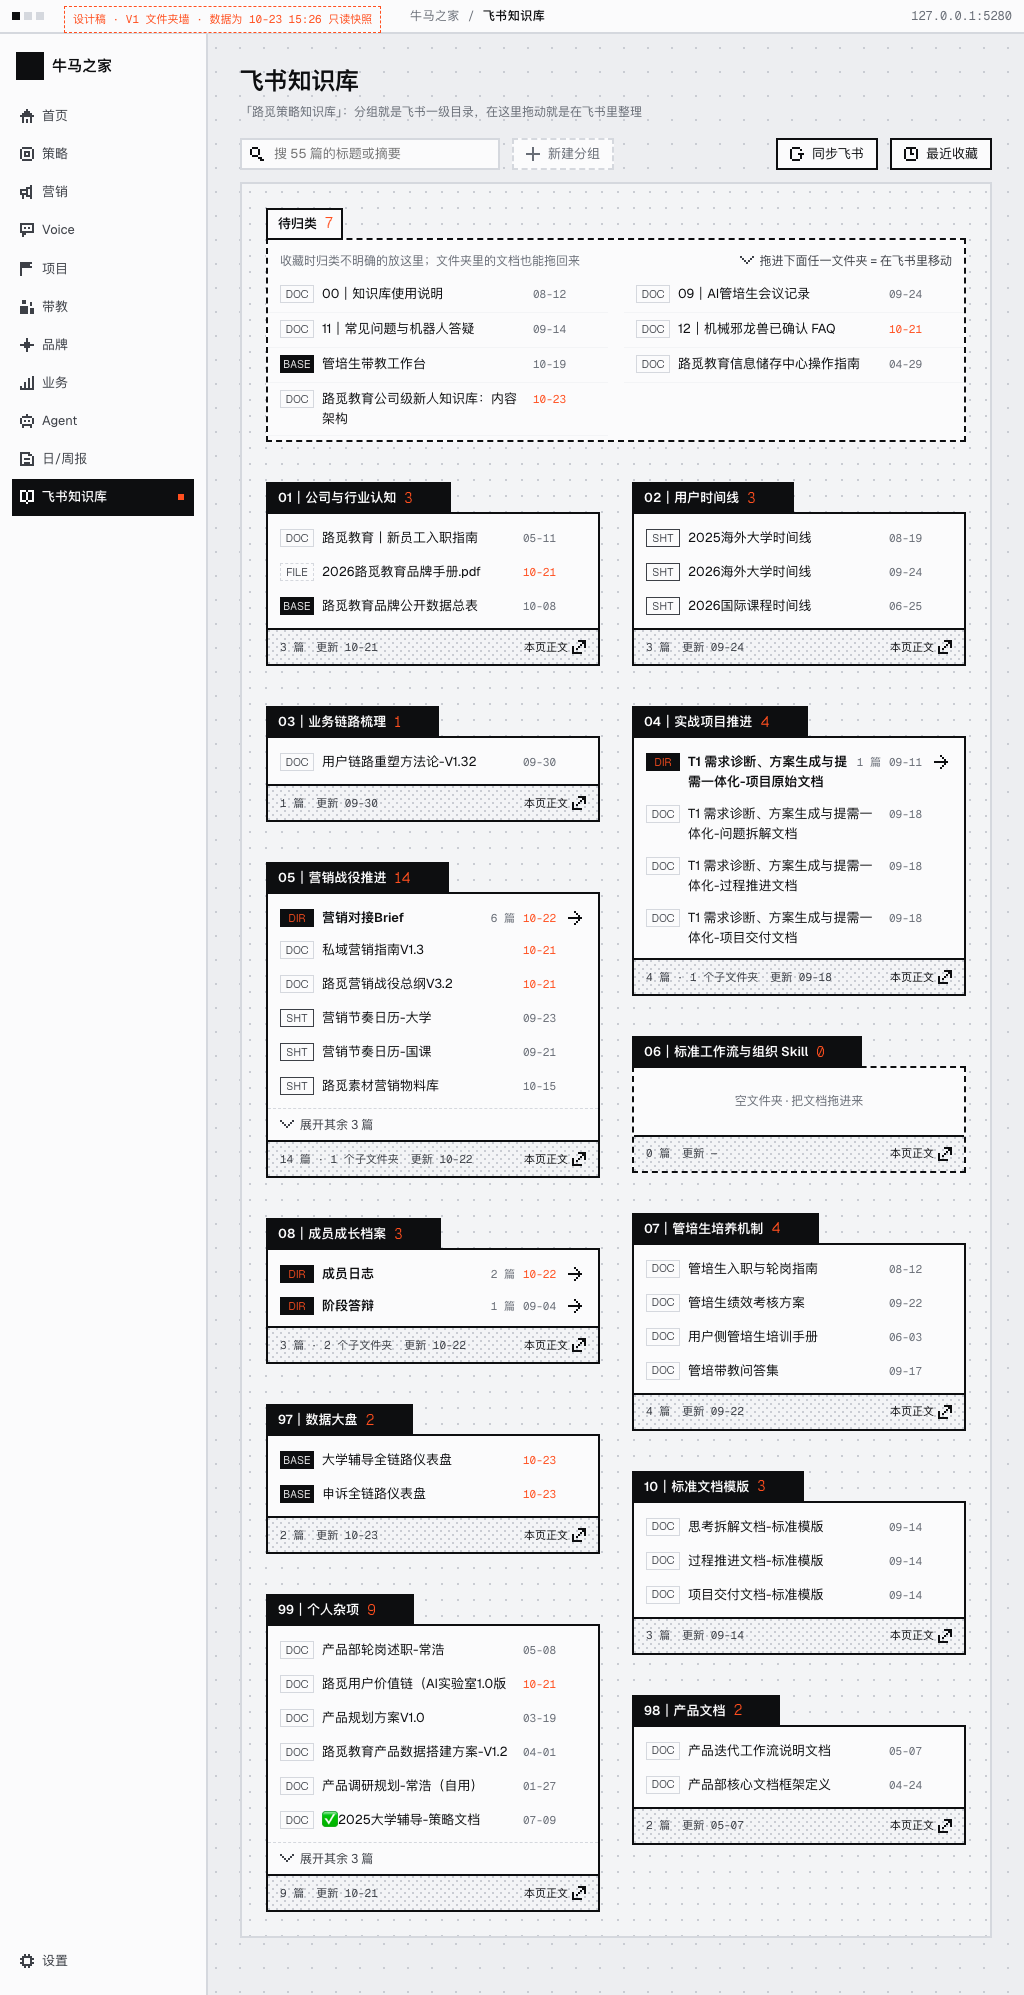 设计稿 · V1 文件夹墙 · 数据为 10-23 15:26 只读快照
牛马之家 / 飞书知识库
127.0.0.1:5280
牛马之家
首页
策略
营销
Voice
项目
带教
品牌
业务
Agent
日/周报
飞书知识库
设置
飞书知识库
「路觅策略知识库」：分组就是飞书一级目录，在这里拖动就是在飞书里整理
搜 55 篇的标题或摘要
新建分组
同步飞书
最近收藏
待归类 7
收藏时归类不明确的放这里；文件夹里的文档也能拖回来
拖进下面任一文件夹 = 在飞书里移动
DOC 00｜知识库使用说明 08-12
DOC 09｜AI管培生会议记录 09-24
DOC 11｜常见问题与机器人答疑 09-14
DOC 12｜机械邪龙兽已确认 FAQ 10-21
BASE 管培生带教工作台 10-19
DOC 路觅教育信息储存中心操作指南 04-29
DOC 路觅教育公司级新人知识库：内容 10-23
架构
01｜公司与行业认知 3
DOC 路觅教育｜新员工入职指南 05-11
FILE 2026路觅教育品牌手册.pdf 10-21
BASE 路觅教育品牌公开数据总表 10-08
3 篇 更新 10-21 本页正文
02｜用户时间线 3
SHT 2025海外大学时间线 08-19
SHT 2026海外大学时间线 09-24
SHT 2026国际课程时间线 06-25
3 篇 更新 09-24 本页正文
03｜业务链路梳理 1
DOC 用户链路重塑方法论-V1.32 09-30
1 篇 更新 09-30 本页正文
04｜实战项目推进 4
DIR T1 需求诊断、方案生成与提 1 篇 09-11
需一体化-项目原始文档
DOC T1 需求诊断、方案生成与提需一 09-18
体化-问题拆解文档
DOC T1 需求诊断、方案生成与提需一 09-18
体化-过程推进文档
DOC T1 需求诊断、方案生成与提需一 09-18
体化-项目交付文档
4 篇 · 1 个子文件夹 更新 09-18 本页正文
05｜营销战役推进 14
DIR 营销对接Brief 6 篇 10-22
DOC 私域营销指南V1.3 10-21
DOC 路觅营销战役总纲V3.2 10-21
SHT 营销节奏日历-大学 09-23
SHT 营销节奏日历-国课 09-21
SHT 路觅素材营销物料库 10-15
展开其余 3 篇
14 篇 · 1 个子文件夹 更新 10-22 本页正文
06｜标准工作流与组织 Skill 0
空文件夹 · 把文档拖进来
0 篇 更新 — 本页正文
08｜成员成长档案 3
DIR 成员日志 2 篇 10-22
DIR 阶段答辩 1 篇 09-04
3 篇 · 2 个子文件夹 更新 10-22 本页正文
07｜管培生培养机制 4
DOC 管培生入职与轮岗指南 08-12
DOC 管培生绩效考核方案 09-22
DOC 用户侧管培生培训手册 06-03
DOC 管培带教问答集 09-17
4 篇 更新 09-22 本页正文
97｜数据大盘 2
BASE 大学辅导全链路仪表盘 10-23
BASE 申诉全链路仪表盘 10-23
2 篇 更新 10-23 本页正文
10｜标准文档模版 3
DOC 思考拆解文档-标准模版 09-14
DOC 过程推进文档-标准模版 09-14
DOC 项目交付文档-标准模版 09-14
3 篇 更新 09-14 本页正文
99｜个人杂项 9
DOC 产品部轮岗述职-常浩 05-08
DOC 路觅用户价值链（AI实验室1.0版 10-21
DOC 产品规划方案V1.0 03-19
DOC 路觅教育产品数据搭建方案-V1.2 04-01
DOC 产品调研规划-常浩（自用） 01-27
DOC ✅2025大学辅导-策略文档 07-09
展开其余 3 篇
9 篇 更新 10-21 本页正文
98｜产品文档 2
DOC 产品迭代工作流说明文档 05-07
DOC 产品部核心文档框架定义 04-24
2 篇 更新 05-07 本页正文